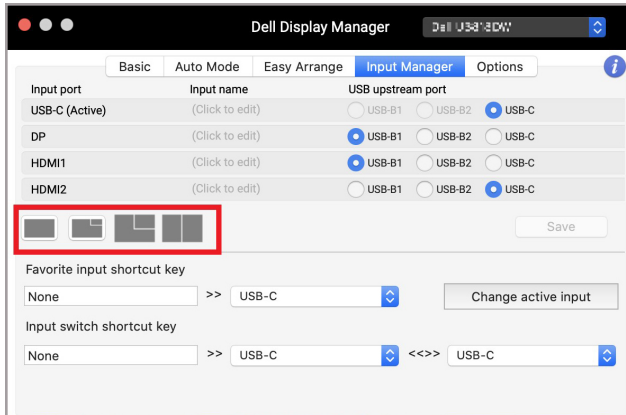 Dell Display Manager
Basic Auto Mode Easy Arrange Input Manager Options i
Input port Input name USB upstream port
USB-C (Active) (Click to edit) USB-B1 USB-B2 USB-C
DP (Click to edit) USB-B1 USB-B2 USB-C
HDMI1 (Click to edit) USB-B1 USB-B2 USB-C
HDMI2 (Click to edit) USB-B1 USB-B2 USB-C
Save
Favorite input shortcut key
None >> USB-C Change active input
Input switch shortcut key
None >> USB-C <<>> USB-C